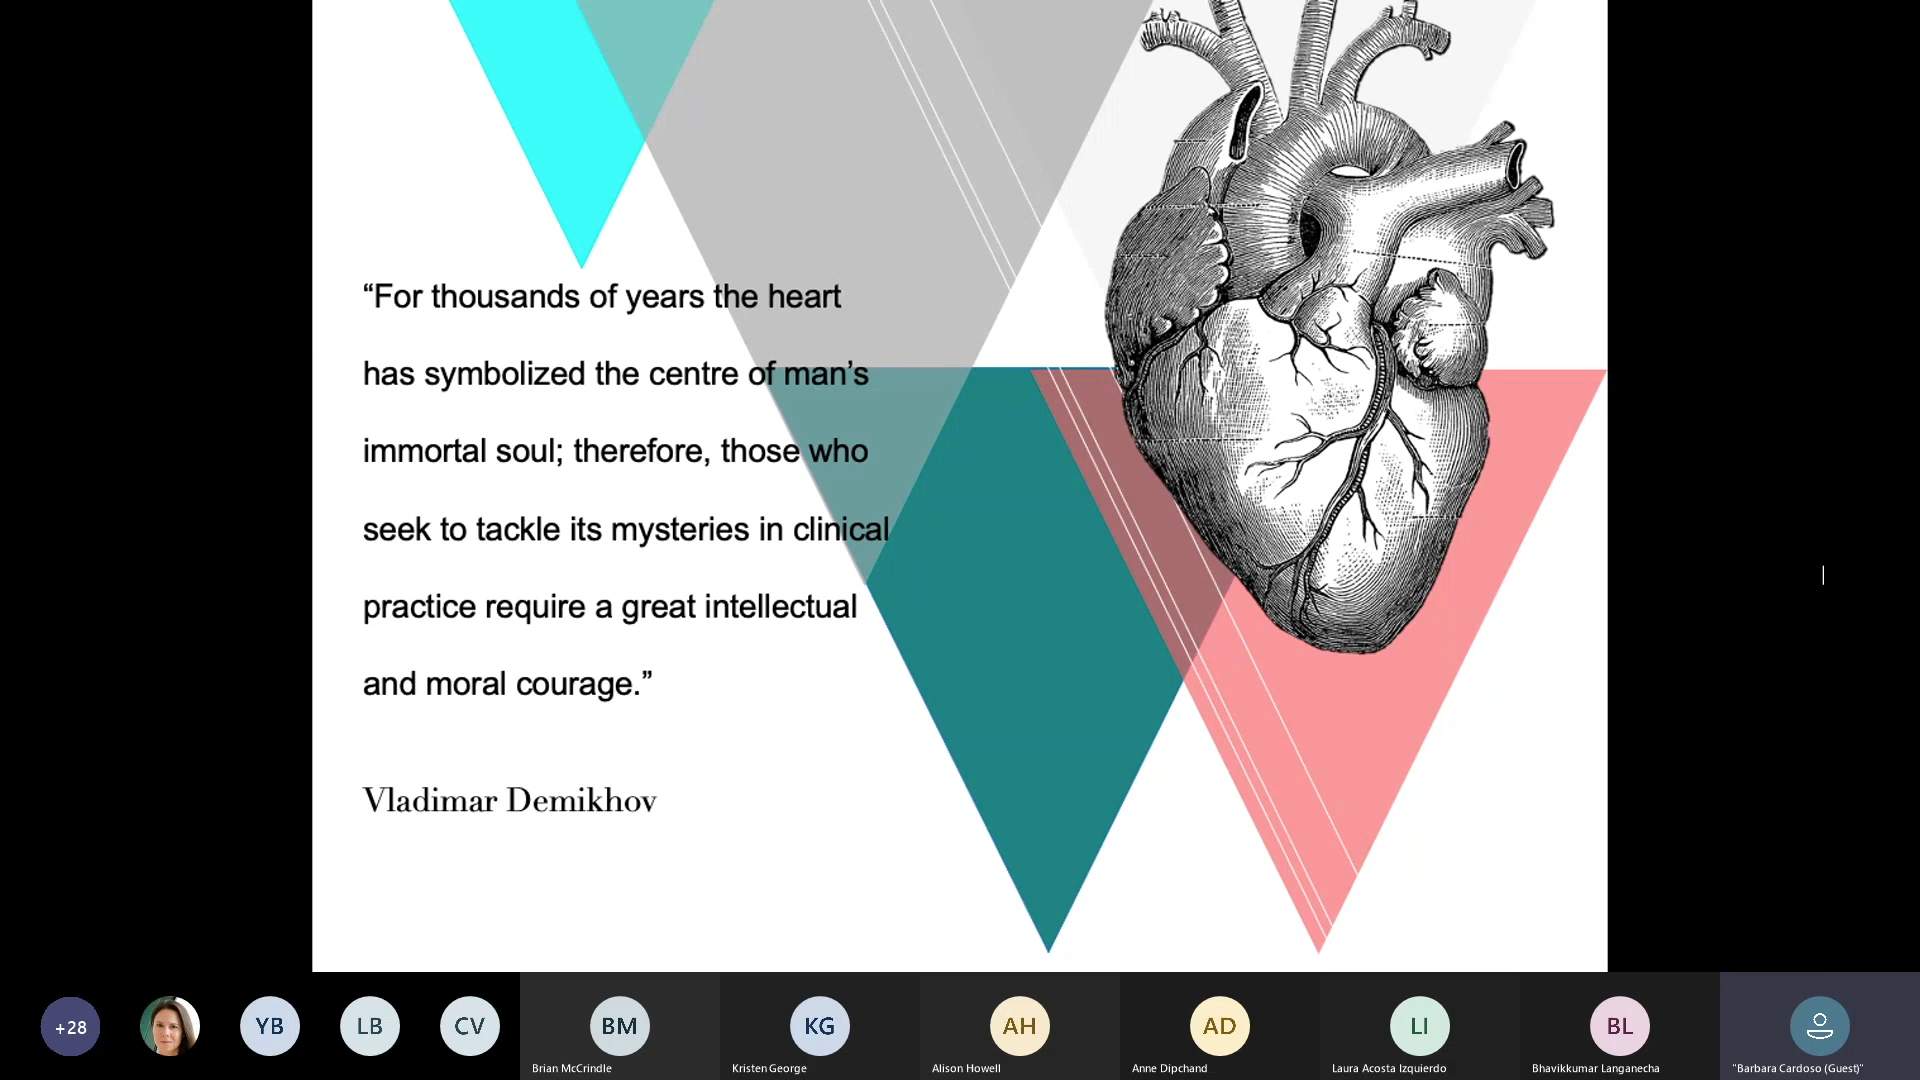 “For thousands of years the heart
has symbolized the centre of man’s
immortal soul; therefore, those who
seek to tackle its mysteries in clinical
practice require a great intellectual
and moral courage.”
Vladimar Demikhov
+28
YB
LB
CV
BM
KG
AH
AD
LI
BL
Brian McCrindle
Kristen George
Alison Howell
Anne Dipchand
Laura Acosta Izquierdo
Bhavikkumar Langanecha
"Barbara Cardoso (Guest)"